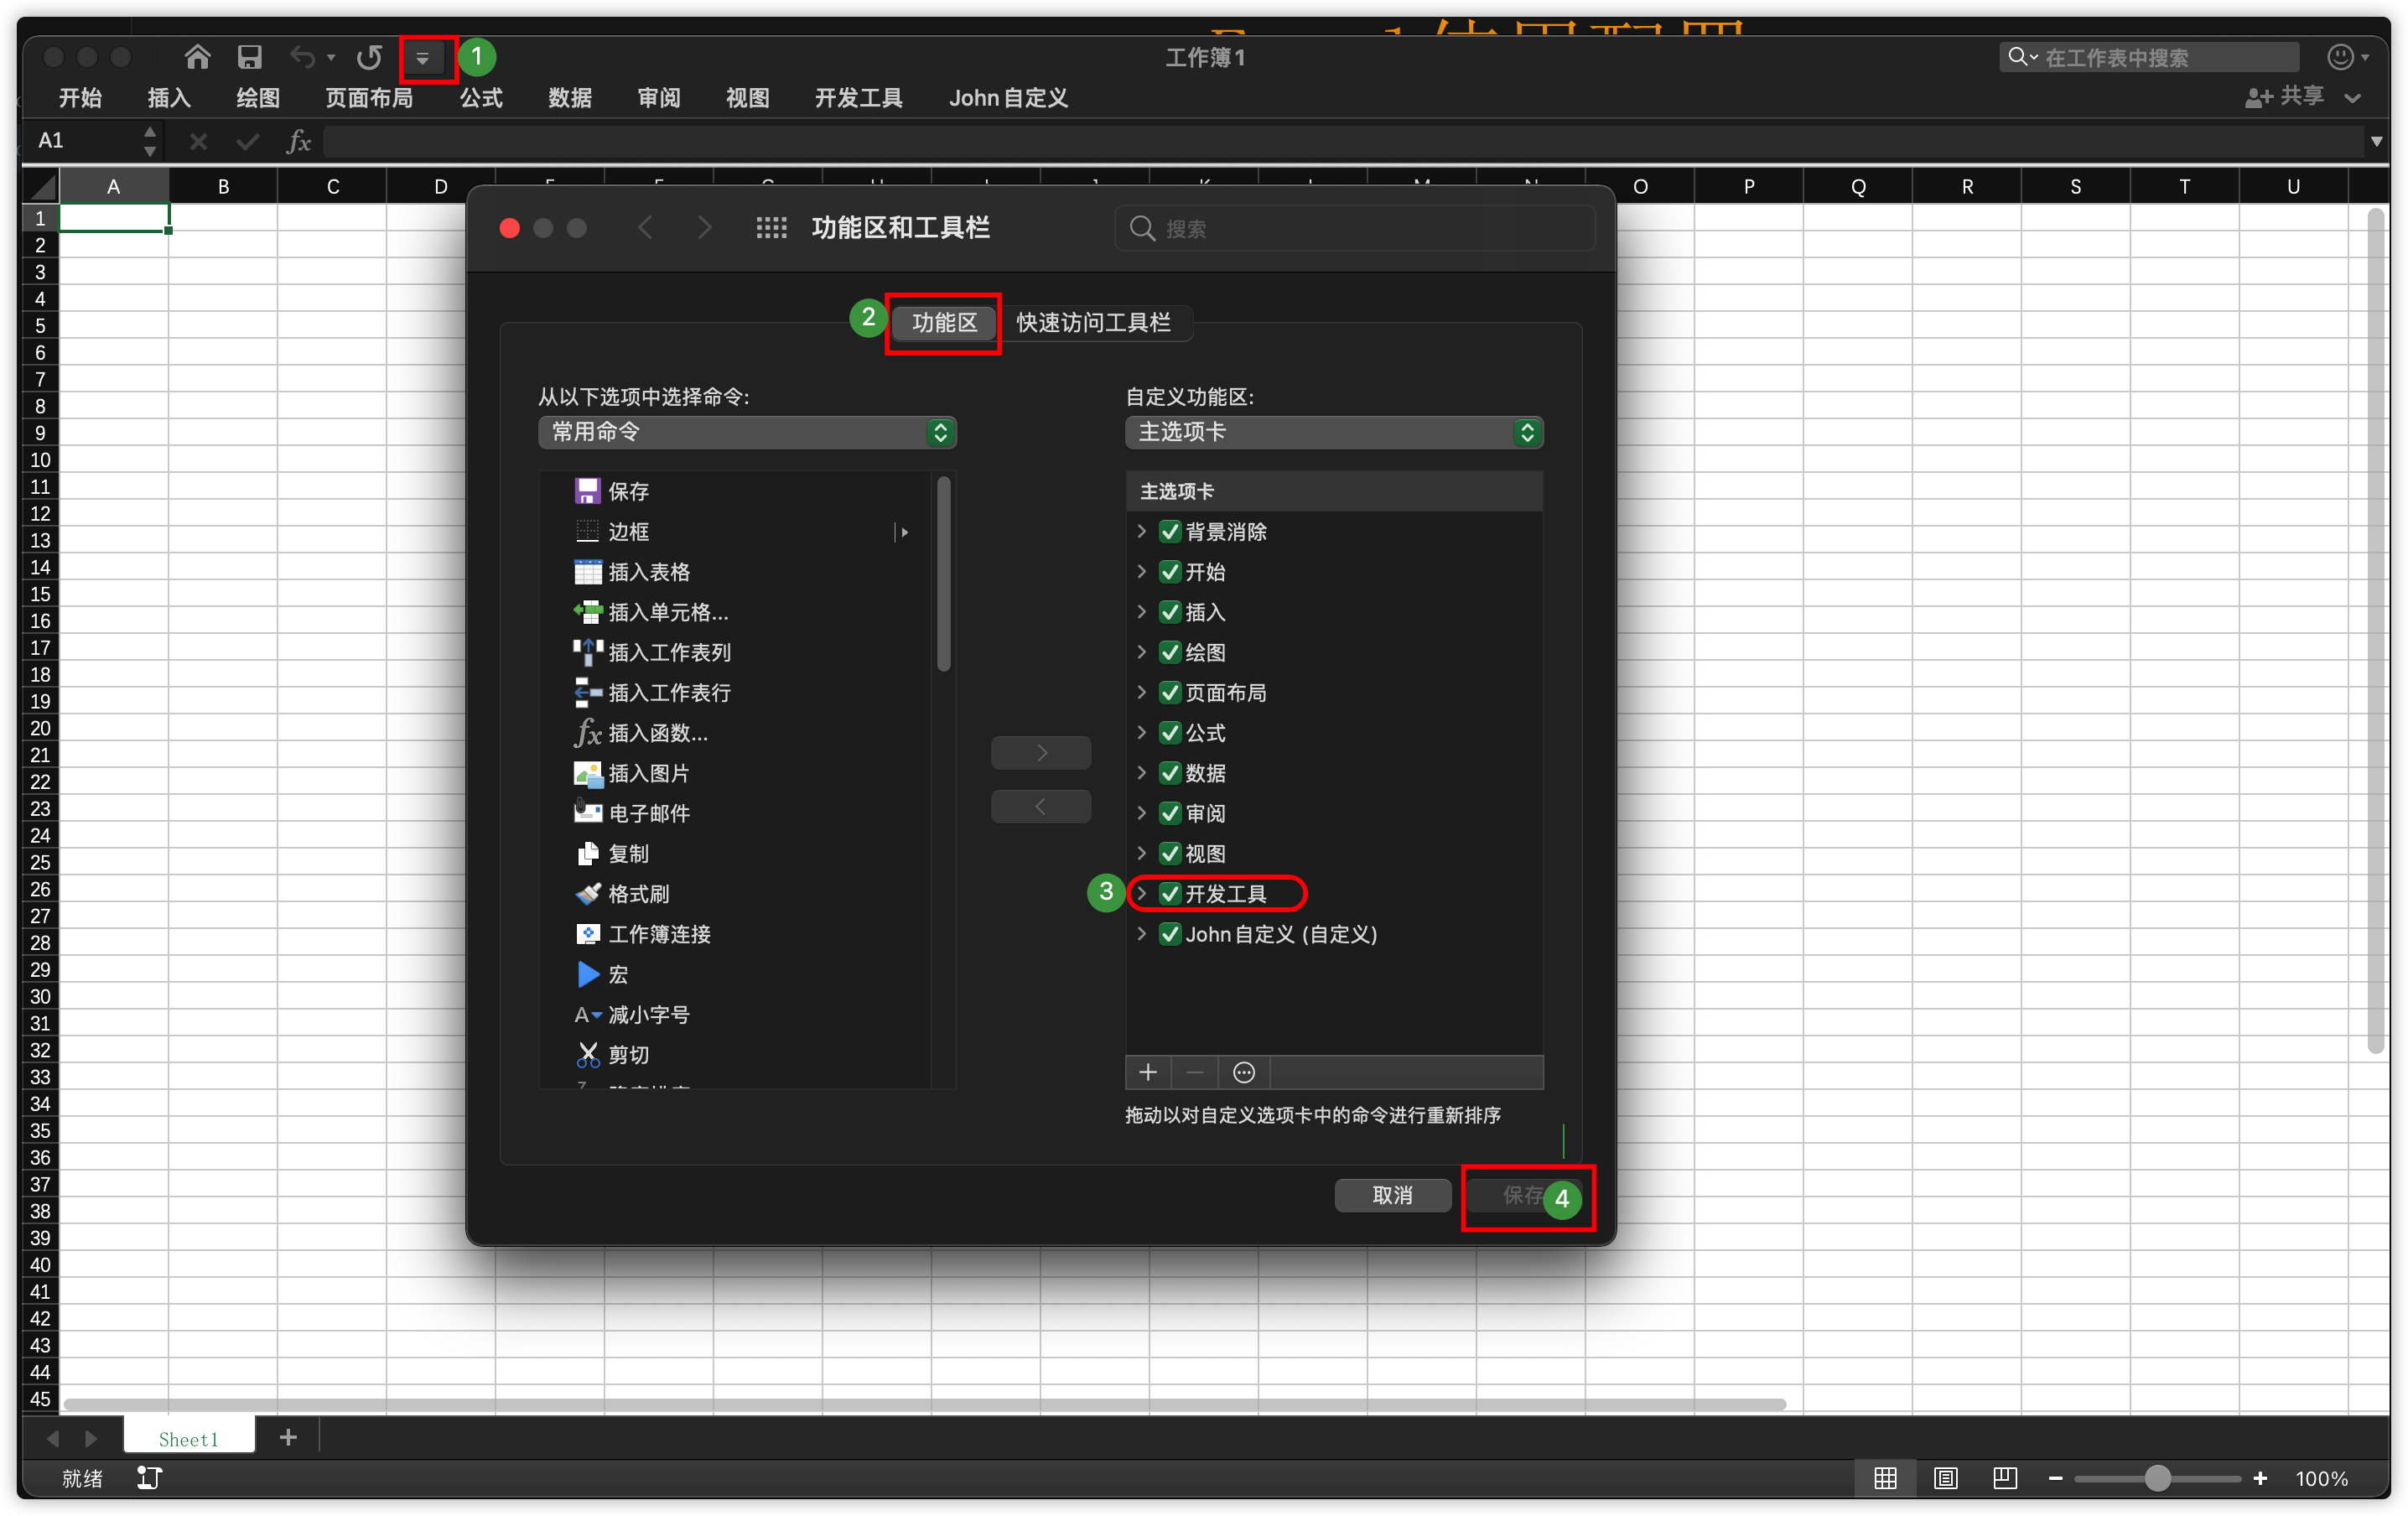 工作簿1
在工作表中搜索
1
开始 插入 绘图 页面布局 公式 数据 审阅 视图 开发工具 John自定义
共享
A1
fx
A B C D O P Q R S T U
1
2
3
4
5
6
7
8
9
10
11
12
13
14
15
16
17
18
19
20
21
22
23
24
25
26
27
28
29
30
31
32
33
34
35
36
37
38
39
40
41
42
43
44
45
功能区和工具栏
搜索
2
功能区 快速访问工具栏
从以下选项中选择命令:
常用命令
保存
边框
插入表格
插入单元格...
插入工作表列
插入工作表行
fx 插入函数...
插入图片
电子邮件
复制
格式刷
工作簿连接
宏
A 减小字号
剪切
自定义功能区:
主选项卡
主选项卡
背景消除
开始
插入
绘图
页面布局
公式
数据
审阅
视图
3
开发工具
John自定义 (自定义)
拖动以对自定义选项卡中的命令进行重新排序
取消 保存
4
Sheet1
就绪
100%